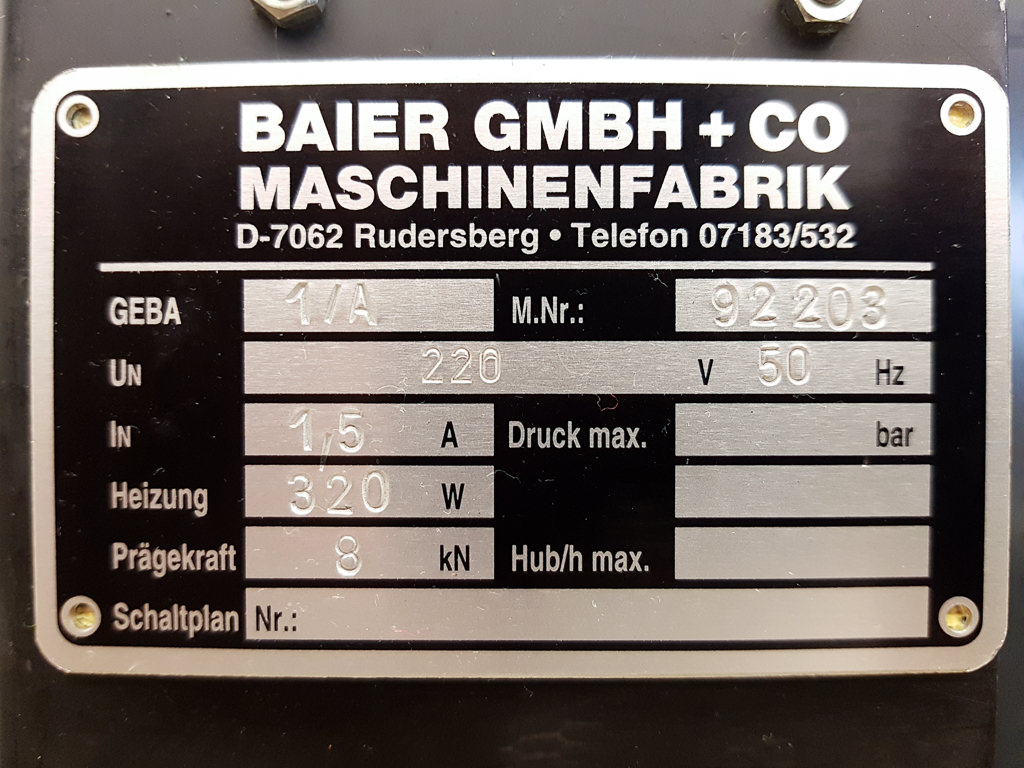 BAIER GMBH + CO
MASCHINENFABRIK
D-7062 Rudersberg • Telefon 07183/532
GEBA 1/A M.Nr.: 92203
UN 220 V 50 Hz
IN 1,5 A Druck max. bar
Heizung 320 W
Prägekraft 8 kN Hub/h max.
Schaltplan Nr.: